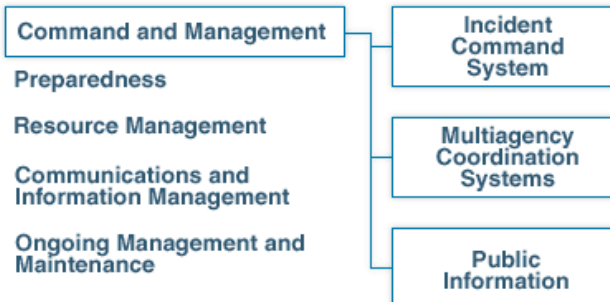 Command and Management
Preparedness
Resource Management
Communications and
Information Management
Ongoing Management and
Maintenance
Incident
Command
System
Multiagency
Coordination
Systems
Public
Information